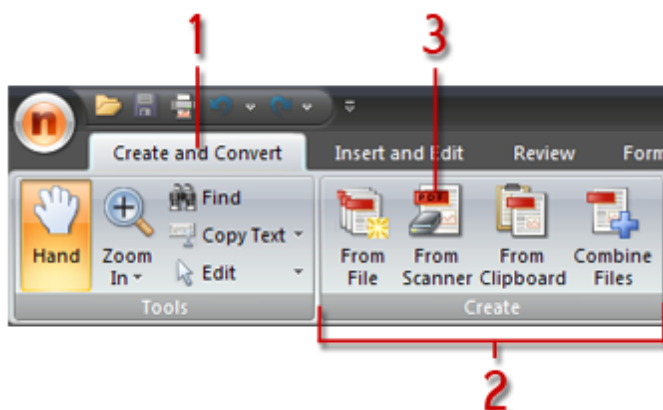 1
3
n
Create and Convert
Insert and Edit
Review
Form
Hand
Zoom
In
Find
Copy Text
Edit
From
File
PDF
From
Scanner
From
Clipboard
Combine
Files
Tools
Create
2